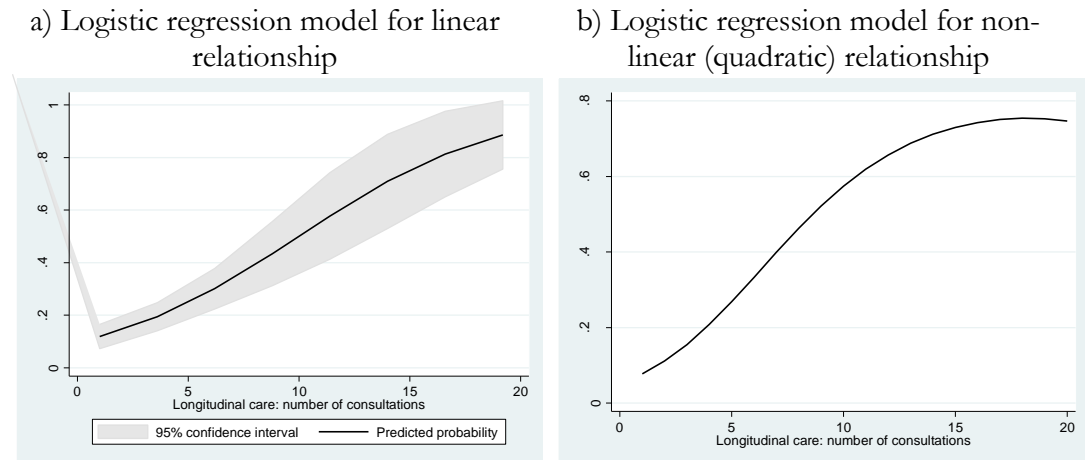 a) Logistic regression model for linear
relationship
1
.8
.6
.4
.2
0
0 5 10 15 20
Longitudinal care: number of consultations
95% confidence interval Predicted probability
b) Logistic regression model for non-
linear (quadratic) relationship
.8
.6
.4
.2
0
0 5 10 15 20
Longitudinal care: number of consultations